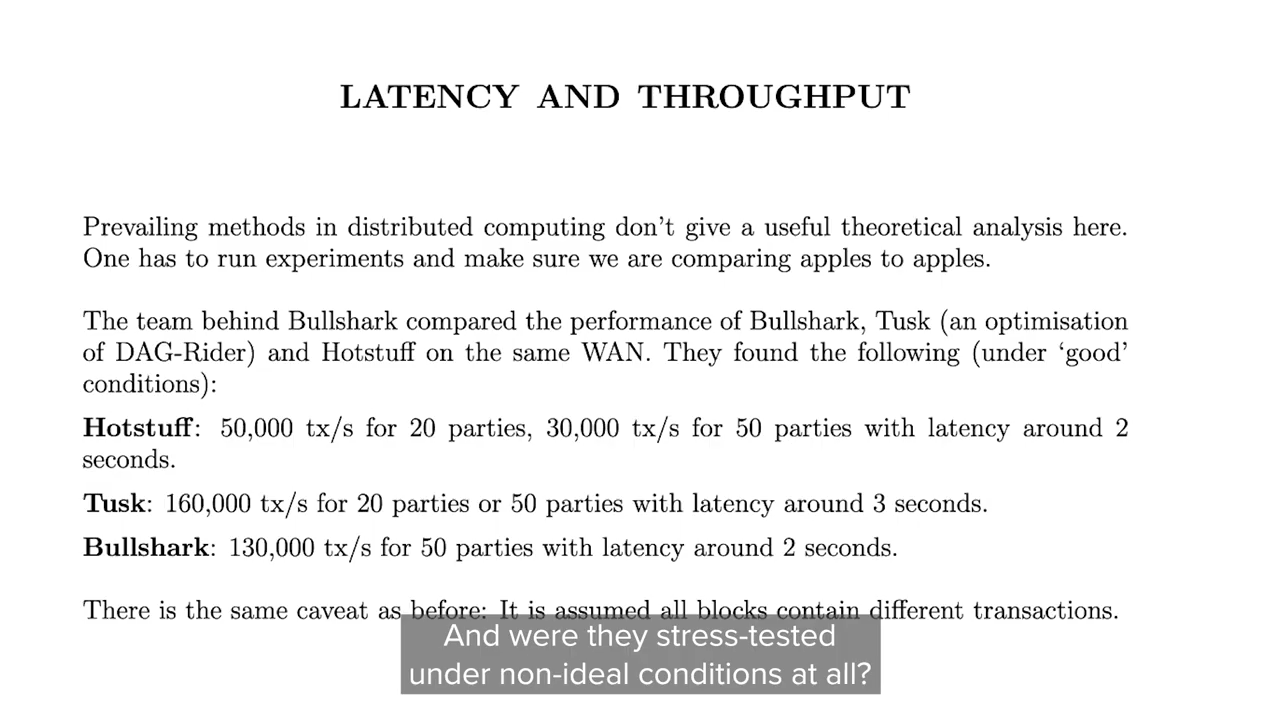 LATENCY AND THROUGHPUT
Prevailing methods in distributed computing don't give a useful theoretical analysis here.
One has to run experiments and make sure we are comparing apples to apples.
The team behind Bullshark compared the performance of Bullshark, Tusk (an optimisation
of DAG-Rider) and Hotstuff on the same WAN. They found the following (under ‘good’
conditions):
Hotstuff: 50,000 tx/s for 20 parties, 30,000 tx/s for 50 parties with latency around 2
seconds.
Tusk: 160,000 tx/s for 20 parties or 50 parties with latency around 3 seconds.
Bullshark: 130,000 tx/s for 50 parties with latency around 2 seconds.
There is the same caveat as before: It is assumed all blocks contain different transactions.
And were they stress-tested
under non-ideal conditions at all?